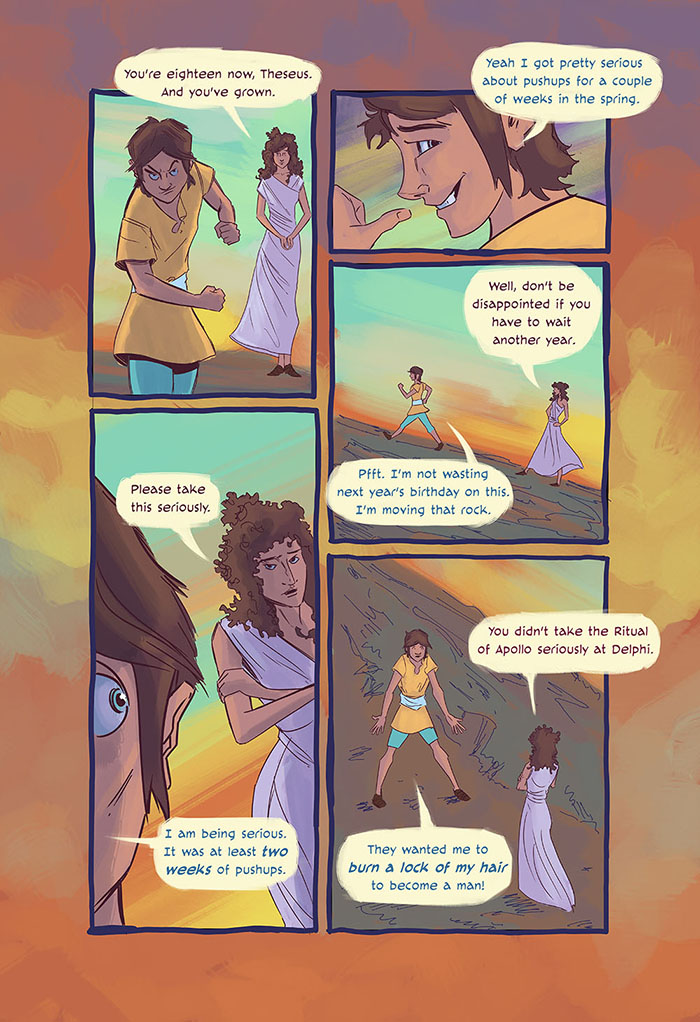 You're eighteen now, Theseus.
And you've grown.
Yeah I got pretty serious
about pushups for a couple
of weeks in the spring.
Please take
this seriously.
I am being serious.
It was at least two
weeks of pushups.
Well, don't be
disappointed if you
have to wait
another year.
Pfft. I'm not wasting
next year's birthday on this.
I'm moving that rock.
You didn't take the Ritual
of Apollo seriously at Delphi.
They wanted me to
burn a lock of my hair
to become a man!